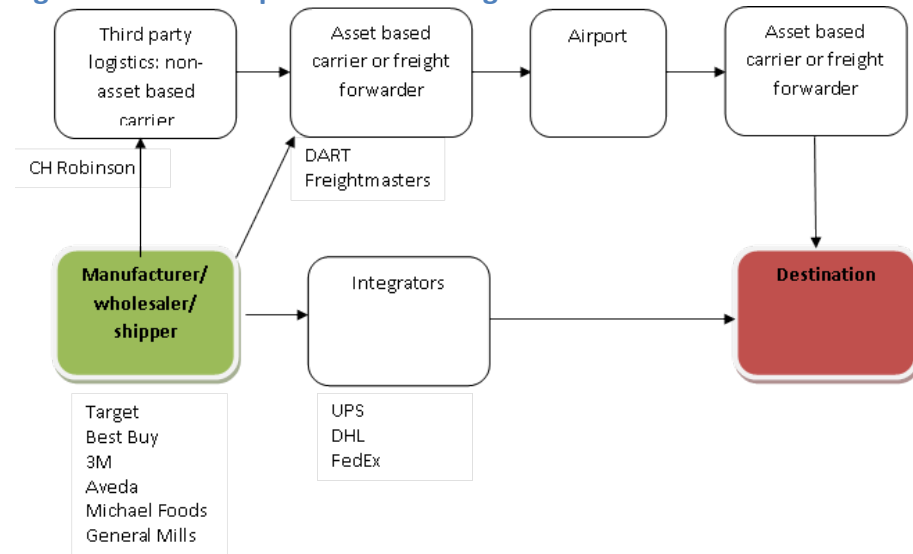 Third party
logistics: non-
asset based
carrier
Asset based
carrier or freight
forwarder
Airport
Asset based
carrier or freight
forwarder
CH Robinson
DART
Freightmasters
Manufacturer/
wholesaler/
shipper
Integrators
Destination
Target
Best Buy
3M
Aveda
Michael Foods
General Mills
UPS
DHL
FedEx